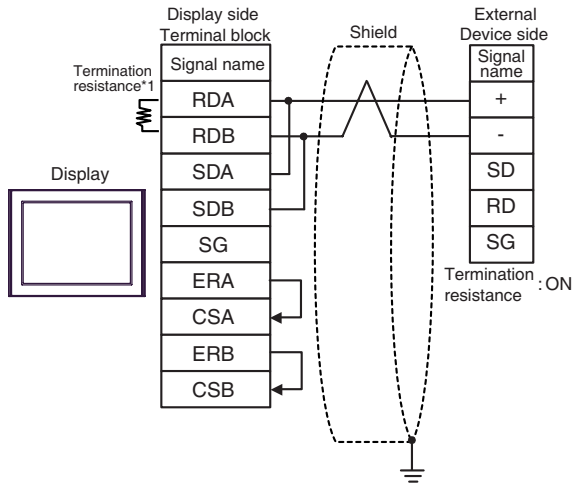 Display side
Terminal block
Shield
External
Device side
Signal name
Signal
name
Termination
resistance*1
RDA
+
RDB
-
Display
SDA
SD
SDB
RD
SG
SG
ERA
Termination
resistance
: ON
CSA
ERB
CSB